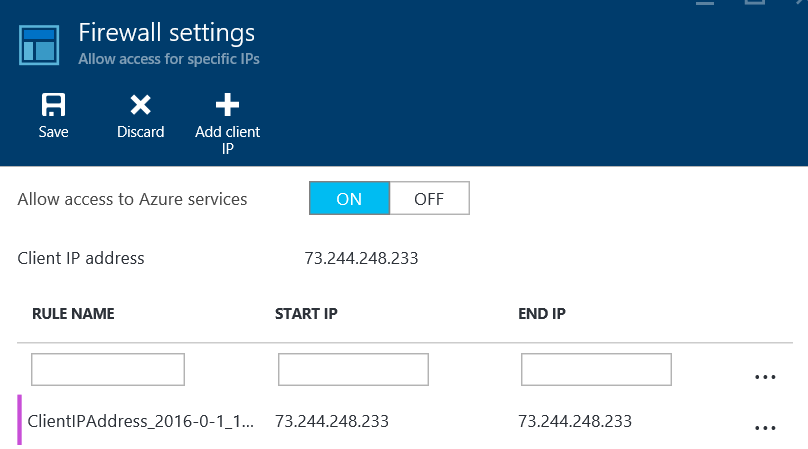 Firewall settings
Allow access for specific IPs
Save
Discard
Add client
IP
Allow access to Azure services
ON
OFF
Client IP address
73.244.248.233
RULE NAME
START IP
END IP
...
ClientIPAddress_2016-0-1_1...
73.244.248.233
73.244.248.233
...